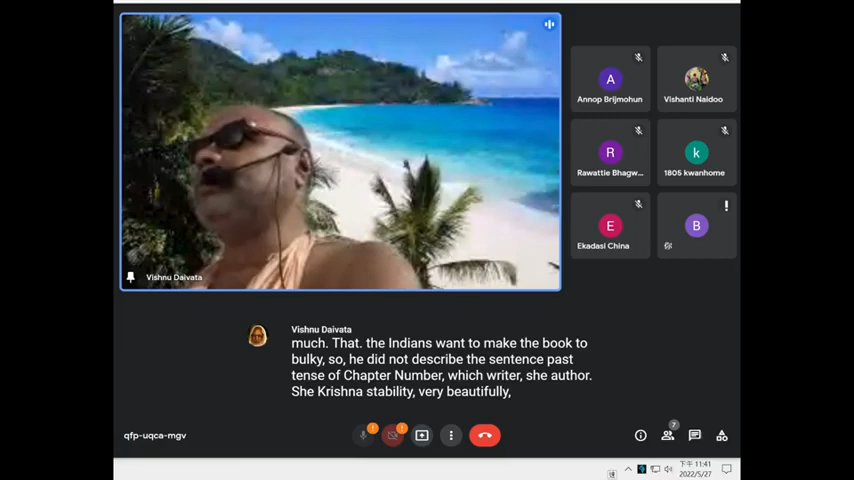 Vishnu Daivata
A
Annop Brijmohun
Vishanti Naidoo
R
Rawattie Bhagw...
k
1805 kwanhome
E
Ekadasi China
B
你
Vishnu Daivata
much. That. the Indians want to make the book to
bulky, so, he did not describe the sentence past
tense of Chapter Number, which writer, she author.
She Krishna stability, very beautifully,
qfp-uqca-mgv
7
下午 11:41
2022/5/27